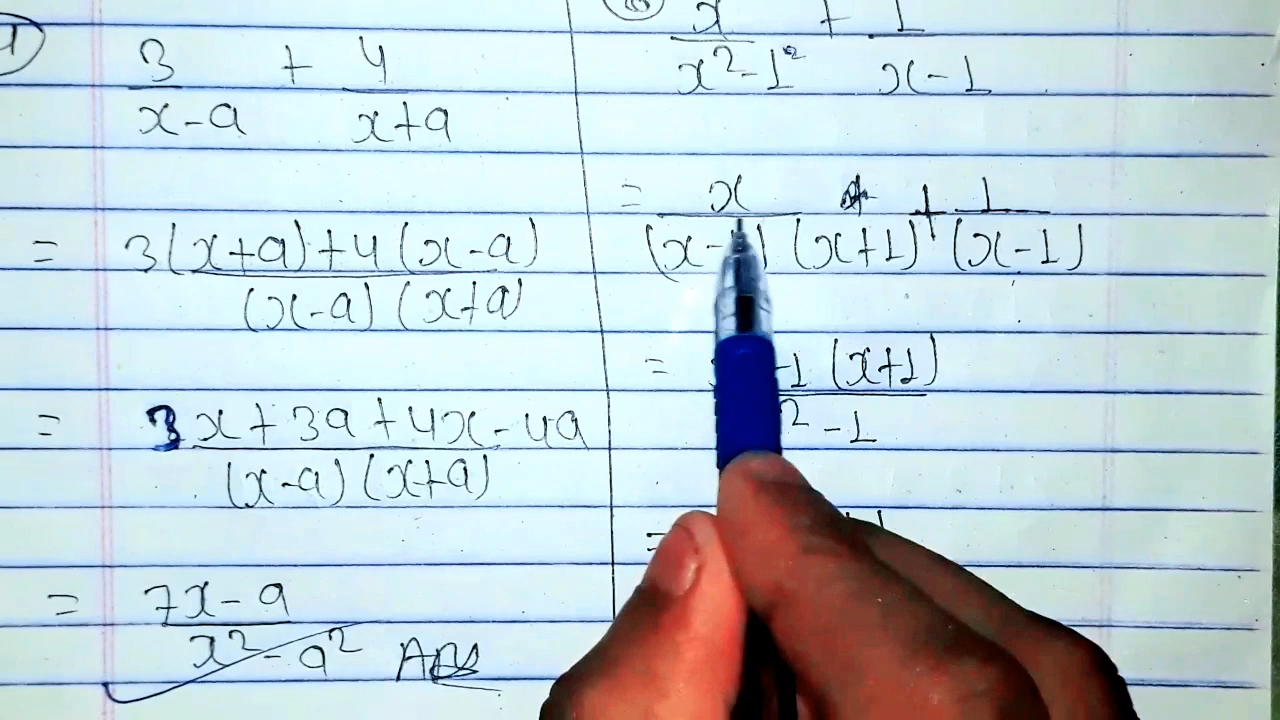 3/(x-a) + 4/(x+a)
= 3(x+a)+4(x-a)/(x-a)(x+a)
= 3x+3a+4x-4a/(x-a)(x+a)
= 7x-a/x²-a² Ans
x/(x²-1²) + 1/(x-1)
= x/(x- )(x+1) + 1/(x-1)
= 1(x+1)/ ² -1
=